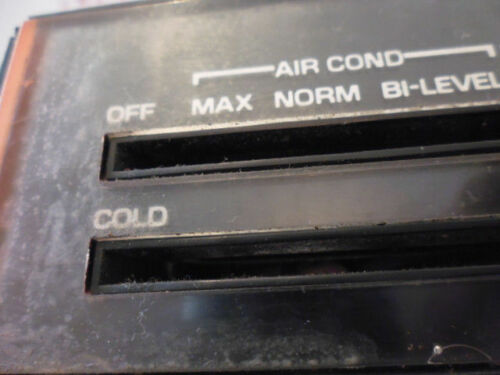 AIR COND
OFF MAX NORM BI-LEVEL
COLD